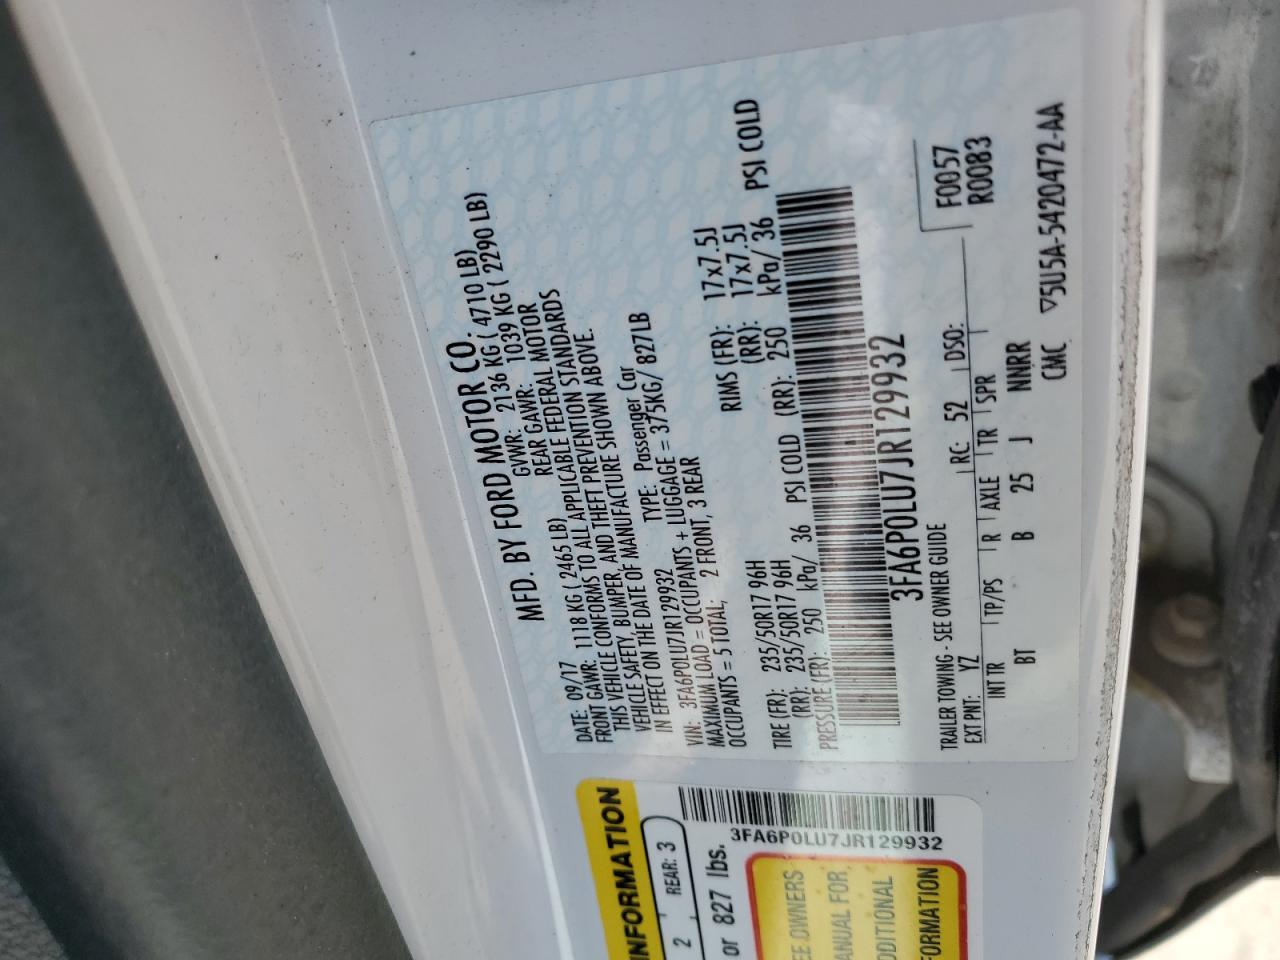 MFD. BY FORD MOTOR CO.
DATE: 09/17 GVWR: 2136 KG ( 4710 LB)
FRONT GAWR: 1118 KG ( 2465 LB) REAR GAWR: 1039 KG ( 2290 LB)
THIS VEHICLE CONFORMS TO ALL APPLICABLE FEDERAL MOTOR
VEHICLE SAFETY, BUMPER, AND THEFT PREVENTION STANDARDS
IN EFFECT ON THE DATE OF MANUFACTURE SHOWN ABOVE.
VIN: 3FA6P0LU7JR129932 TYPE: Passenger Car
MAXIMUM LOAD = OCCUPANTS + LUGGAGE = 375KG/ 827LB
OCCUPANTS = 5 TOTAL, 2 FRONT, 3 REAR
TIRE (FR): 235/50R17 96H RIMS (FR): 17x7.5J
(RR): 235/50R17 96H (RR): 17x7.5J
PRESSURE (FR): 250 kPa/ 36 PSI COLD (RR): 250 kPa/ 36 PSI COLD
3FA6P0LU7JR129932
F0057
R0083
TRAILER TOWING - SEE OWNER GUIDE
EXT PNT: YZ RC: 52 DSO:
INT TR TP/PS R AXLE TR SPR
BT B 25 J NNRR
CMC ▽5U5A-5420472-AA
INFORMATION
2 REAR: 3
or 827 lbs.
3FA6P0LU7JR129932
EE OWNERS
ANUAL FOR
DDITIONAL
FORMATION